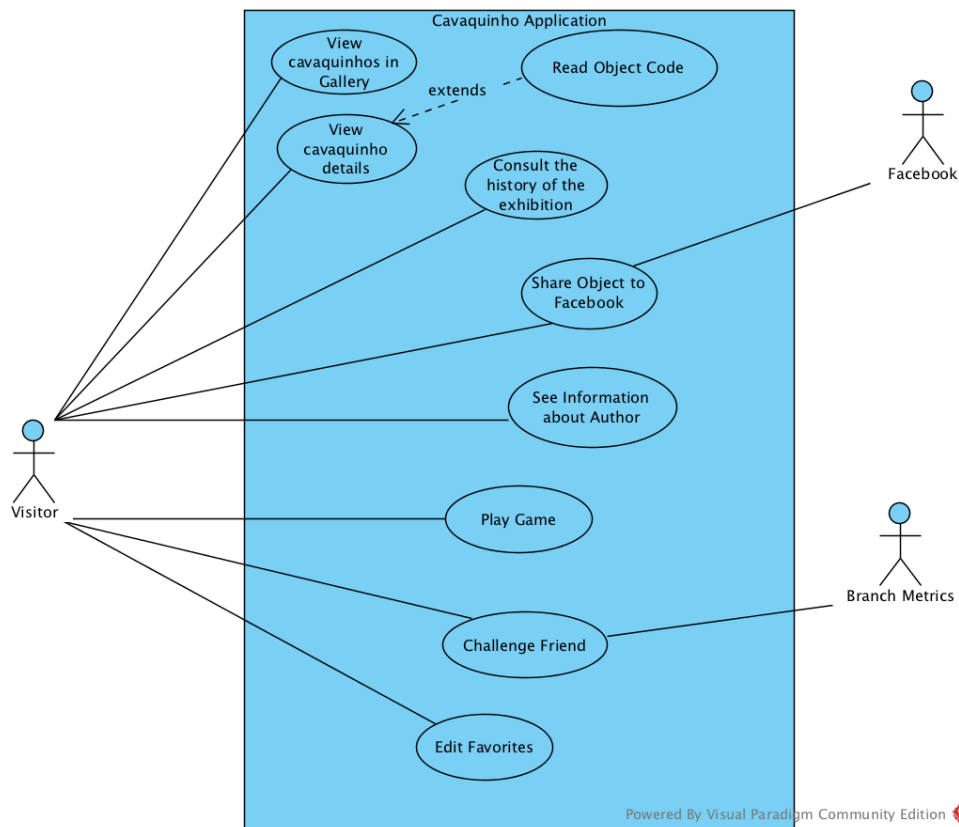 Cavaquinho Application
View
cavaquinhos in
Gallery
Read Object Code
extends
View
cavaquinho
details
Consult the
history of the
exhibition
Facebook
Share Object to
Facebook
See Information
about Author
Visitor
Play Game
Branch Metrics
Challenge Friend
Edit Favorites
Powered By Visual Paradigm Community Edition